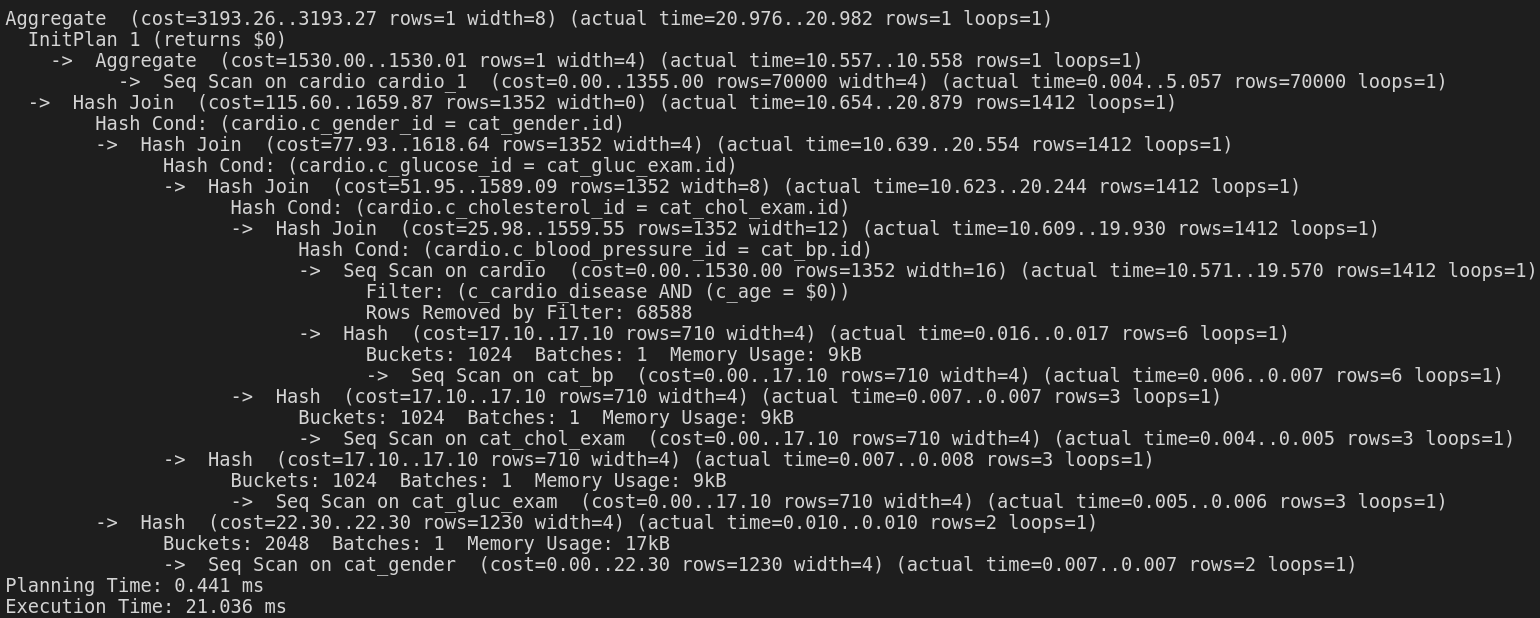 Aggregate  (cost=3193.26..3193.27 rows=1 width=8) (actual time=20.976..20.982 rows=1 loops=1)
  InitPlan 1 (returns $0)
    ->  Aggregate  (cost=1530.00..1530.01 rows=1 width=4) (actual time=10.557..10.558 rows=1 loops=1)
          ->  Seq Scan on cardio cardio_1  (cost=0.00..1355.00 rows=70000 width=4) (actual time=0.004..5.057 rows=70000 loops=1)
  ->  Hash Join  (cost=115.60..1659.87 rows=1352 width=0) (actual time=10.654..20.879 rows=1412 loops=1)
        Hash Cond: (cardio.c_gender_id = cat_gender.id)
        ->  Hash Join  (cost=77.93..1618.64 rows=1352 width=4) (actual time=10.639..20.554 rows=1412 loops=1)
              Hash Cond: (cardio.c_glucose_id = cat_gluc_exam.id)
              ->  Hash Join  (cost=51.95..1589.09 rows=1352 width=8) (actual time=10.623..20.244 rows=1412 loops=1)
                    Hash Cond: (cardio.c_cholesterol_id = cat_chol_exam.id)
                    ->  Hash Join  (cost=25.98..1559.55 rows=1352 width=12) (actual time=10.609..19.930 rows=1412 loops=1)
                          Hash Cond: (cardio.c_blood_pressure_id = cat_bp.id)
                          ->  Seq Scan on cardio  (cost=0.00..1530.00 rows=1352 width=16) (actual time=10.571..19.570 rows=1412 loops=1)
                                Filter: (c_cardio_disease AND (c_age = $0))
                                Rows Removed by Filter: 68588
                          ->  Hash  (cost=17.10..17.10 rows=710 width=4) (actual time=0.016..0.017 rows=6 loops=1)
                                Buckets: 1024  Batches: 1  Memory Usage: 9kB
                                ->  Seq Scan on cat_bp  (cost=0.00..17.10 rows=710 width=4) (actual time=0.006..0.007 rows=6 loops=1)
                    ->  Hash  (cost=17.10..17.10 rows=710 width=4) (actual time=0.007..0.007 rows=3 loops=1)
                          Buckets: 1024  Batches: 1  Memory Usage: 9kB
                          ->  Seq Scan on cat_chol_exam  (cost=0.00..17.10 rows=710 width=4) (actual time=0.004..0.005 rows=3 loops=1)
              ->  Hash  (cost=17.10..17.10 rows=710 width=4) (actual time=0.007..0.008 rows=3 loops=1)
                    Buckets: 1024  Batches: 1  Memory Usage: 9kB
                    ->  Seq Scan on cat_gluc_exam  (cost=0.00..17.10 rows=710 width=4) (actual time=0.005..0.006 rows=3 loops=1)
        ->  Hash  (cost=22.30..22.30 rows=1230 width=4) (actual time=0.010..0.010 rows=2 loops=1)
              Buckets: 2048  Batches: 1  Memory Usage: 17kB
              ->  Seq Scan on cat_gender  (cost=0.00..22.30 rows=1230 width=4) (actual time=0.007..0.007 rows=2 loops=1)
Planning Time: 0.441 ms
Execution Time: 21.036 ms